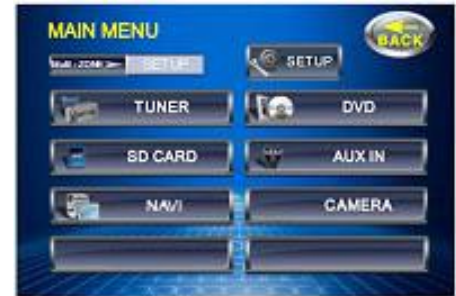 MAIN MENU
BACK
SETUP
SETUP
TUNER
DVD
SD CARD
AUX IN
NAVI
CAMERA